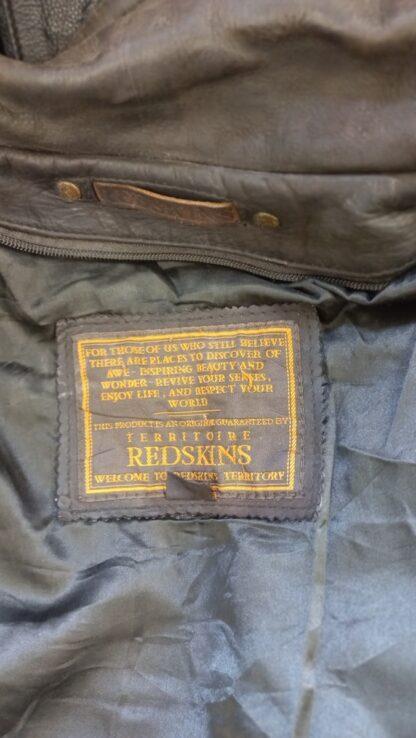 FOR THOSE OF US WHO STILL BELIEVE
THERE ARE PLACES TO DISCOVER OF
AWE - INSPIRING BEAUTY AND
WONDER - REVIVE YOUR SENSES,
ENJOY LIFE, AND RESPECT YOUR
WORLD
THIS PRODUCT IS AN ORIGINAL GUARANTEED BY
TERRITOIRE
REDSKINS
WELCOME TO REDSKINS TERRITORY